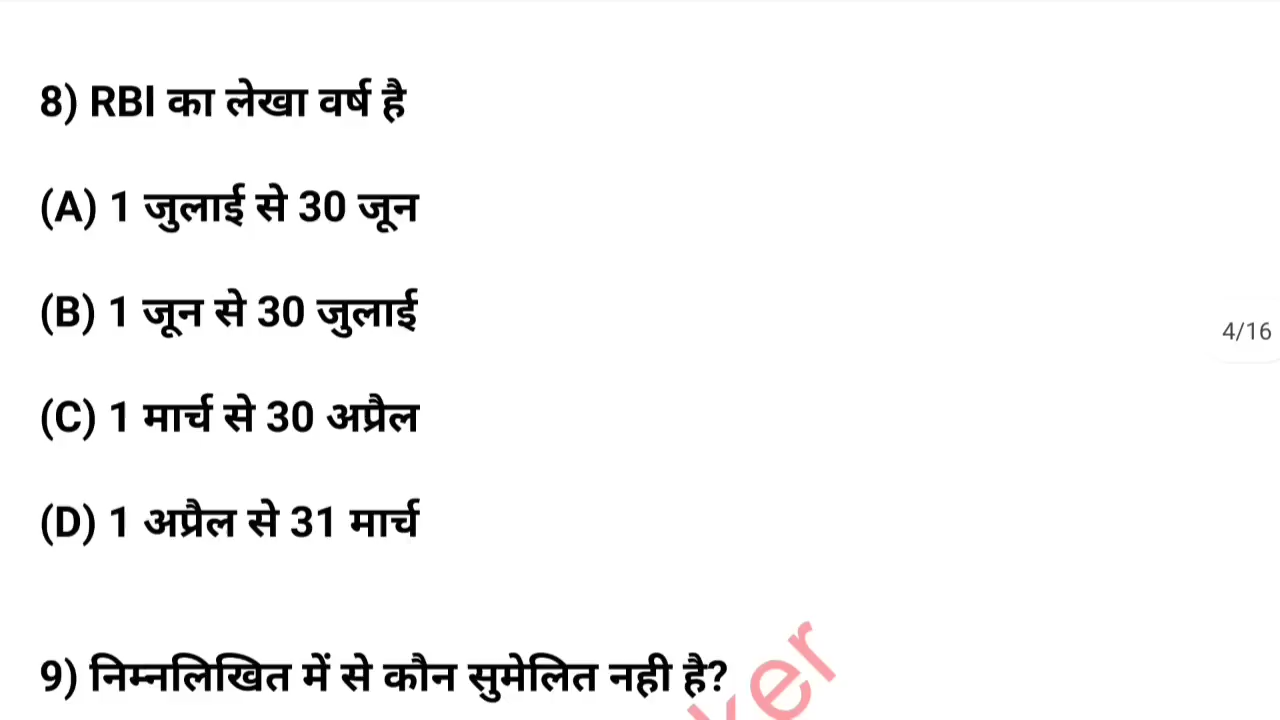 8) RBI का लेखा वर्ष है
(A) 1 जुलाई से 30 जून
(B) 1 जून से 30 जुलाई
4/16
(C) 1 मार्च से 30 अप्रैल
(D) 1 अप्रैल से 31 मार्च
9) निम्नलिखित में से कौन सुमेलित नही है?